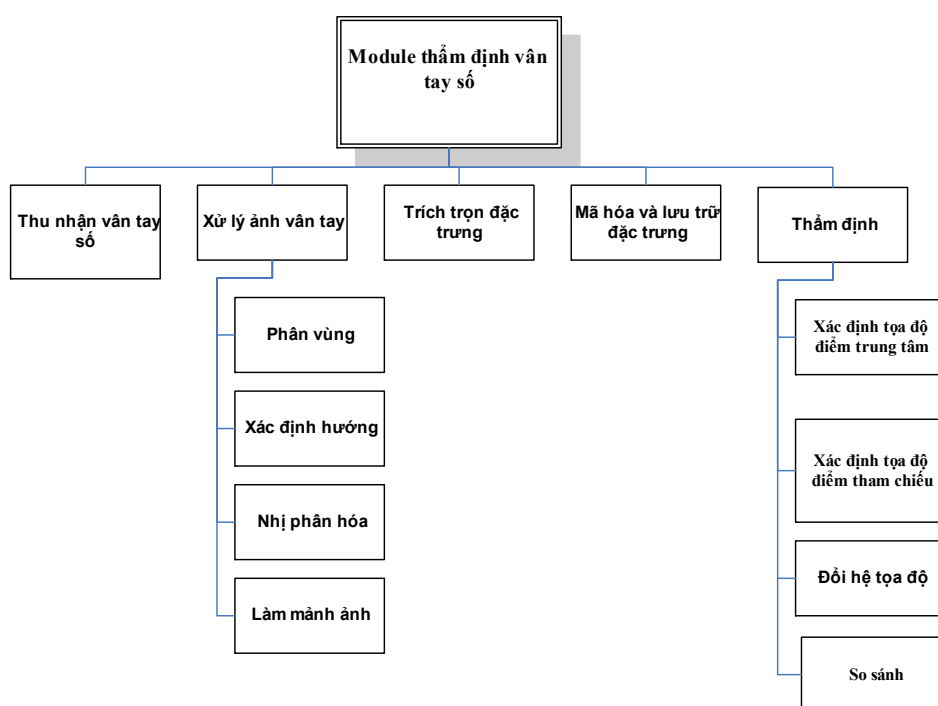 Module thẩm định vân
tay số
Thu nhận vân tay
số
Xử lý ảnh vân tay
Trích trọn đặc
trưng
Mã hóa và lưu trữ
đặc trưng
Thẩm định
Phân vùng
Xác định hướng
Nhị phân hóa
Làm mảnh ảnh
Xác định tọa độ
điểm trung tâm
Xác định tọa độ
điểm tham chiếu
Đổi hệ tọa độ
So sánh